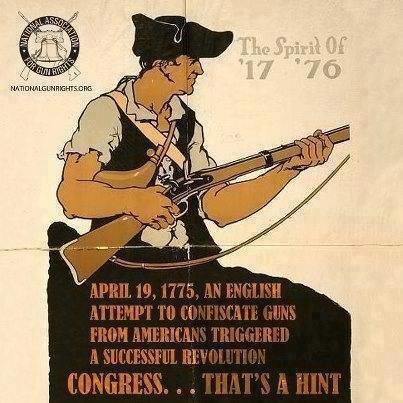 NATIONAL ASSOCIATION
FOR GUN RIGHTS
NATIONALGUNRIGHTS.ORG
The Spirit Of
'17 '76
APRIL 19, 1775, AN ENGLISH
ATTEMPT TO CONFISCATE GUNS
FROM AMERICANS TRIGGERED
A SUCCESSFUL REVOLUTION
CONGRESS. . . THAT'S A HINT